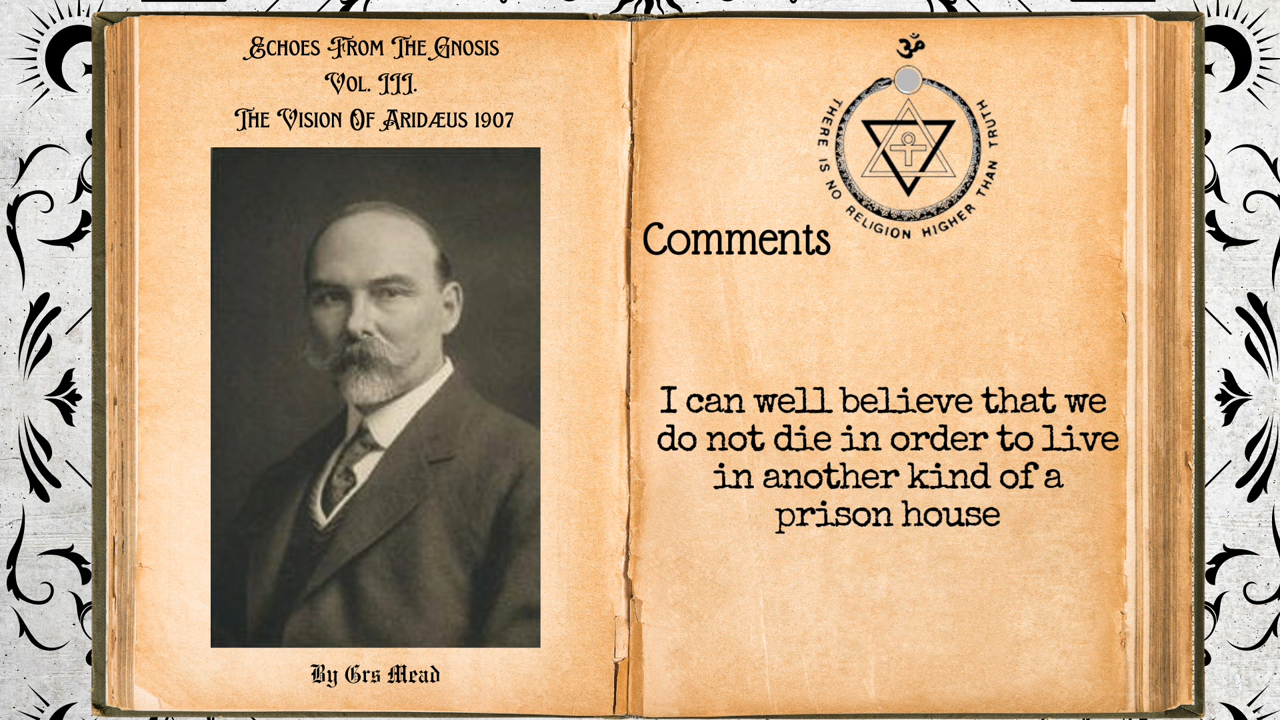 Echoes From The Gnosis
Vol. III.
The Vision Of Aridæus 1907
By Grs Mead
ॐ
THERE IS NO RELIGION HIGHER THAN TRUTH
Comments
I can well believe that we
do not die in order to live
in another kind of a
prison house